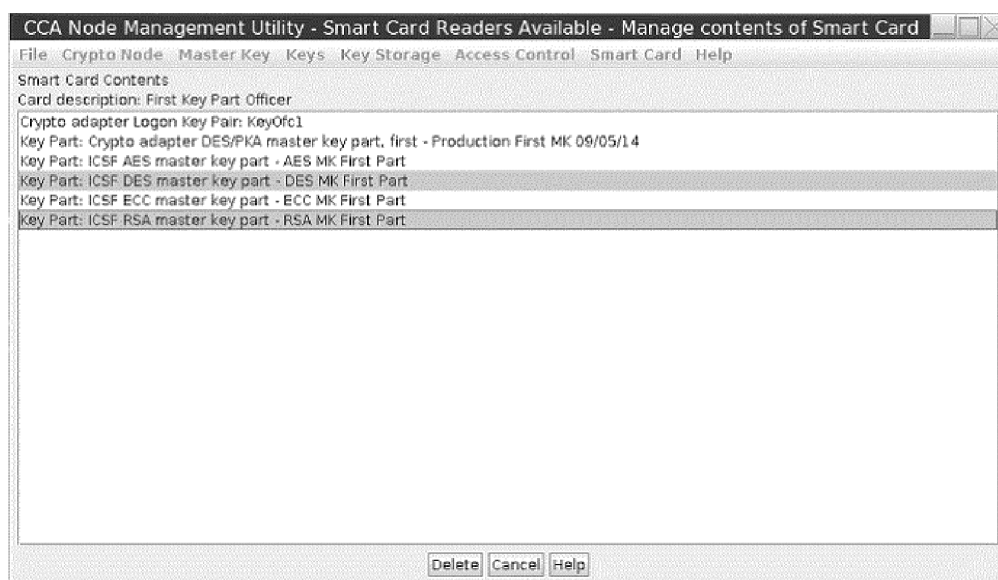 CCA Node Management Utility - Smart Card Readers Available - Manage contents of Smart Card
File Crypto Node Master Key Keys Key Storage Access Control Smart Card Help
Smart Card Contents
Card description: First Key Part Officer
Crypto adapter Logon Key Pair: KeyOfc1
Key Part: Crypto adapter DES/PKA master key part, first - Production First MK 09/05/14
Key Part: ICSF AES master key part - AES MK First Part
Key Part: ICSF DES master key part - DES MK First Part
Key Part: ICSF ECC master key part - ECC MK First Part
Key Part: ICSF RSA master key part - RSA MK First Part
Delete Cancel Help